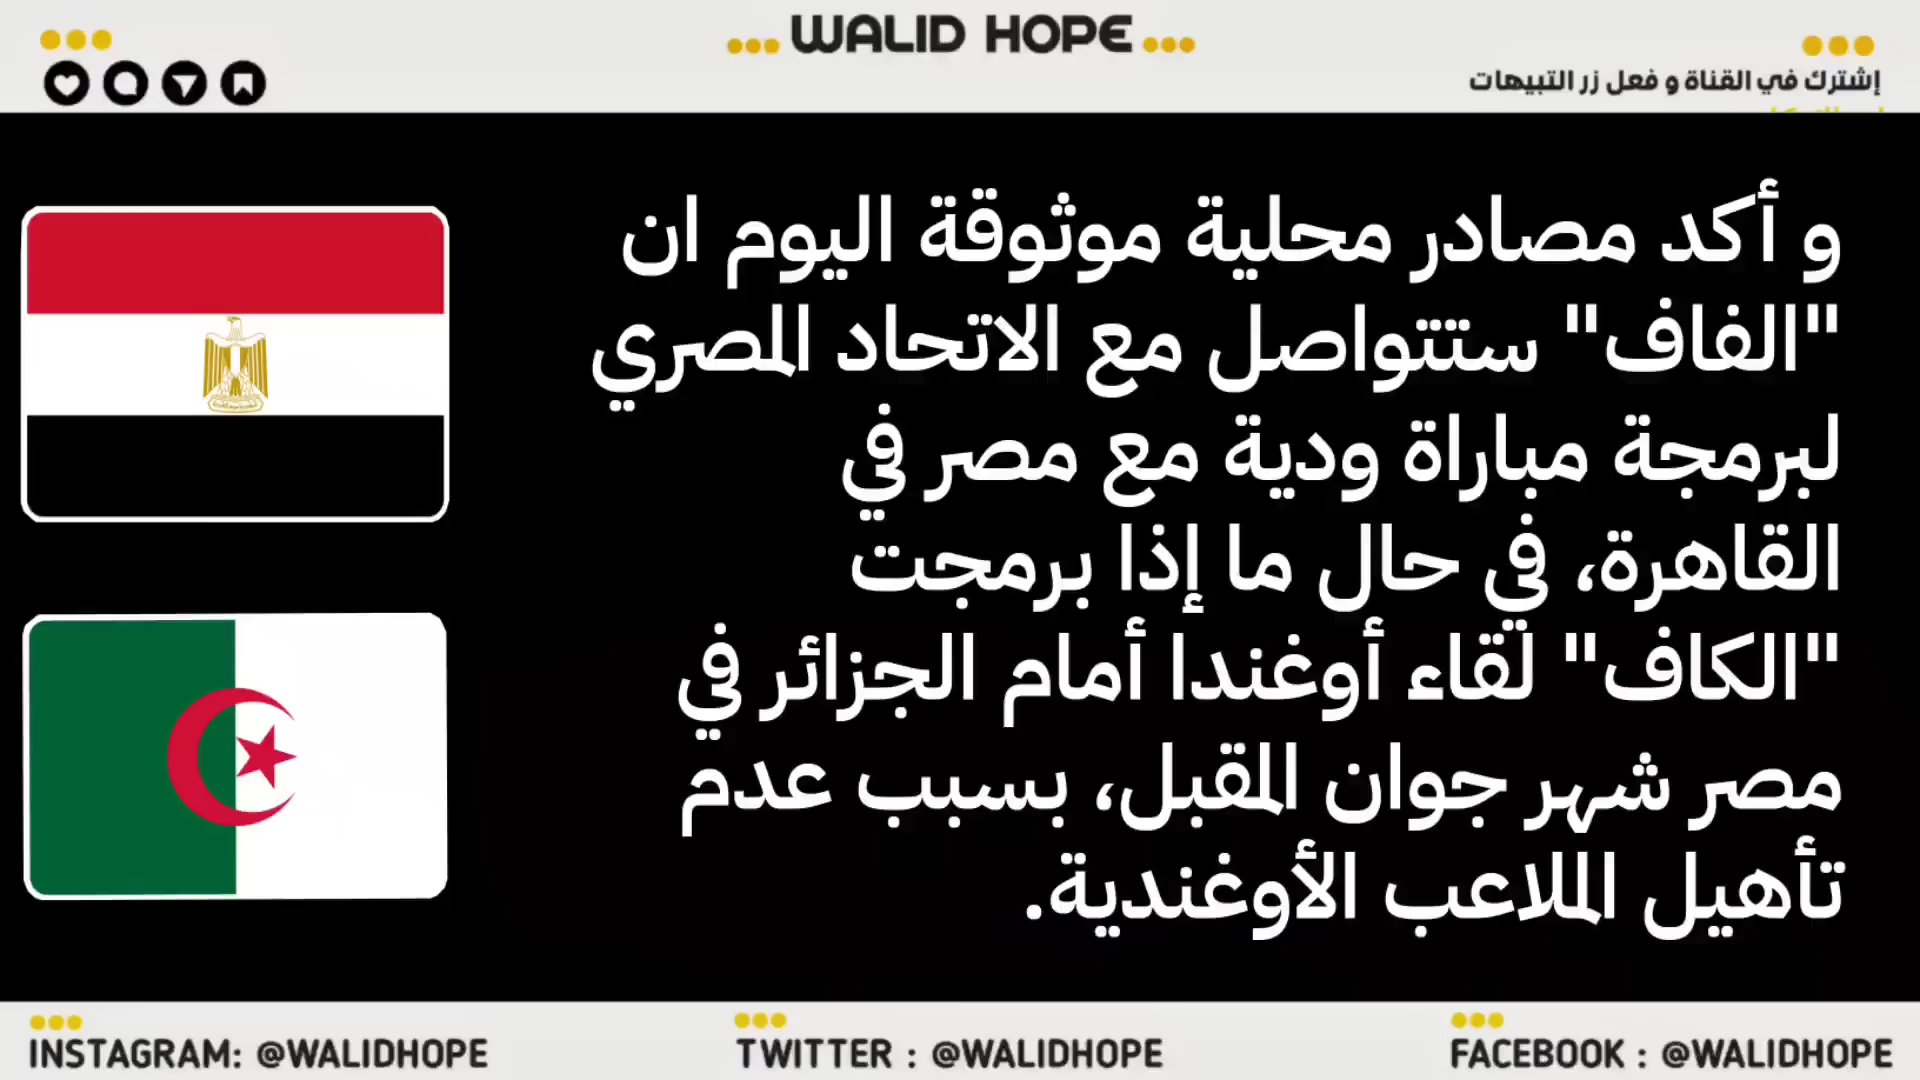 WALID HOPE
إشترك في القناة و فعل زر التبيهات
و أكد مصادر محلية موثوقة اليوم ان
"الفاف" ستتواصل مع الاتحاد المصري
لبرمجة مباراة ودية مع مصر في
القاهرة، في حال ما إذا برمجت
"الكاف" لقاء أوغندا أمام الجزائر في
مصر شهر جوان المقبل، بسبب عدم
تأهيل الملاعب الأوغندية.
INSTAGRAM: @WALIDHOPE
TWITTER : @WALIDHOPE
FACEBOOK : @WALIDHOPE